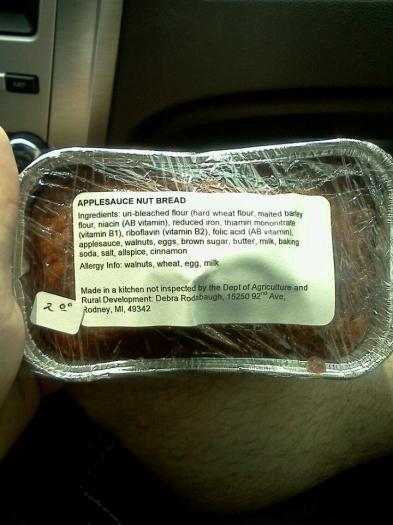 EJECT
APPLESAUCE NUT BREAD
Ingredients: un-bleached flour (hard wheat flour, malted barley
flour, niacin (AB vitamin), reduced iron, thiamin mononitrate
(vitamin B1), riboflavin (vitamin B2), folic acid (AB vitamin),
applesauce, walnuts, eggs, brown sugar, butter, milk, baking
soda, salt, allspice, cinnamon
Allergy Info: walnuts, wheat, egg, milk
Made in a kitchen not inspected by the Dept of Agriculture and
Rural Development: Debra Rodabaugh, 15250 92nd Ave,
Rodney, MI, 49342
2 00